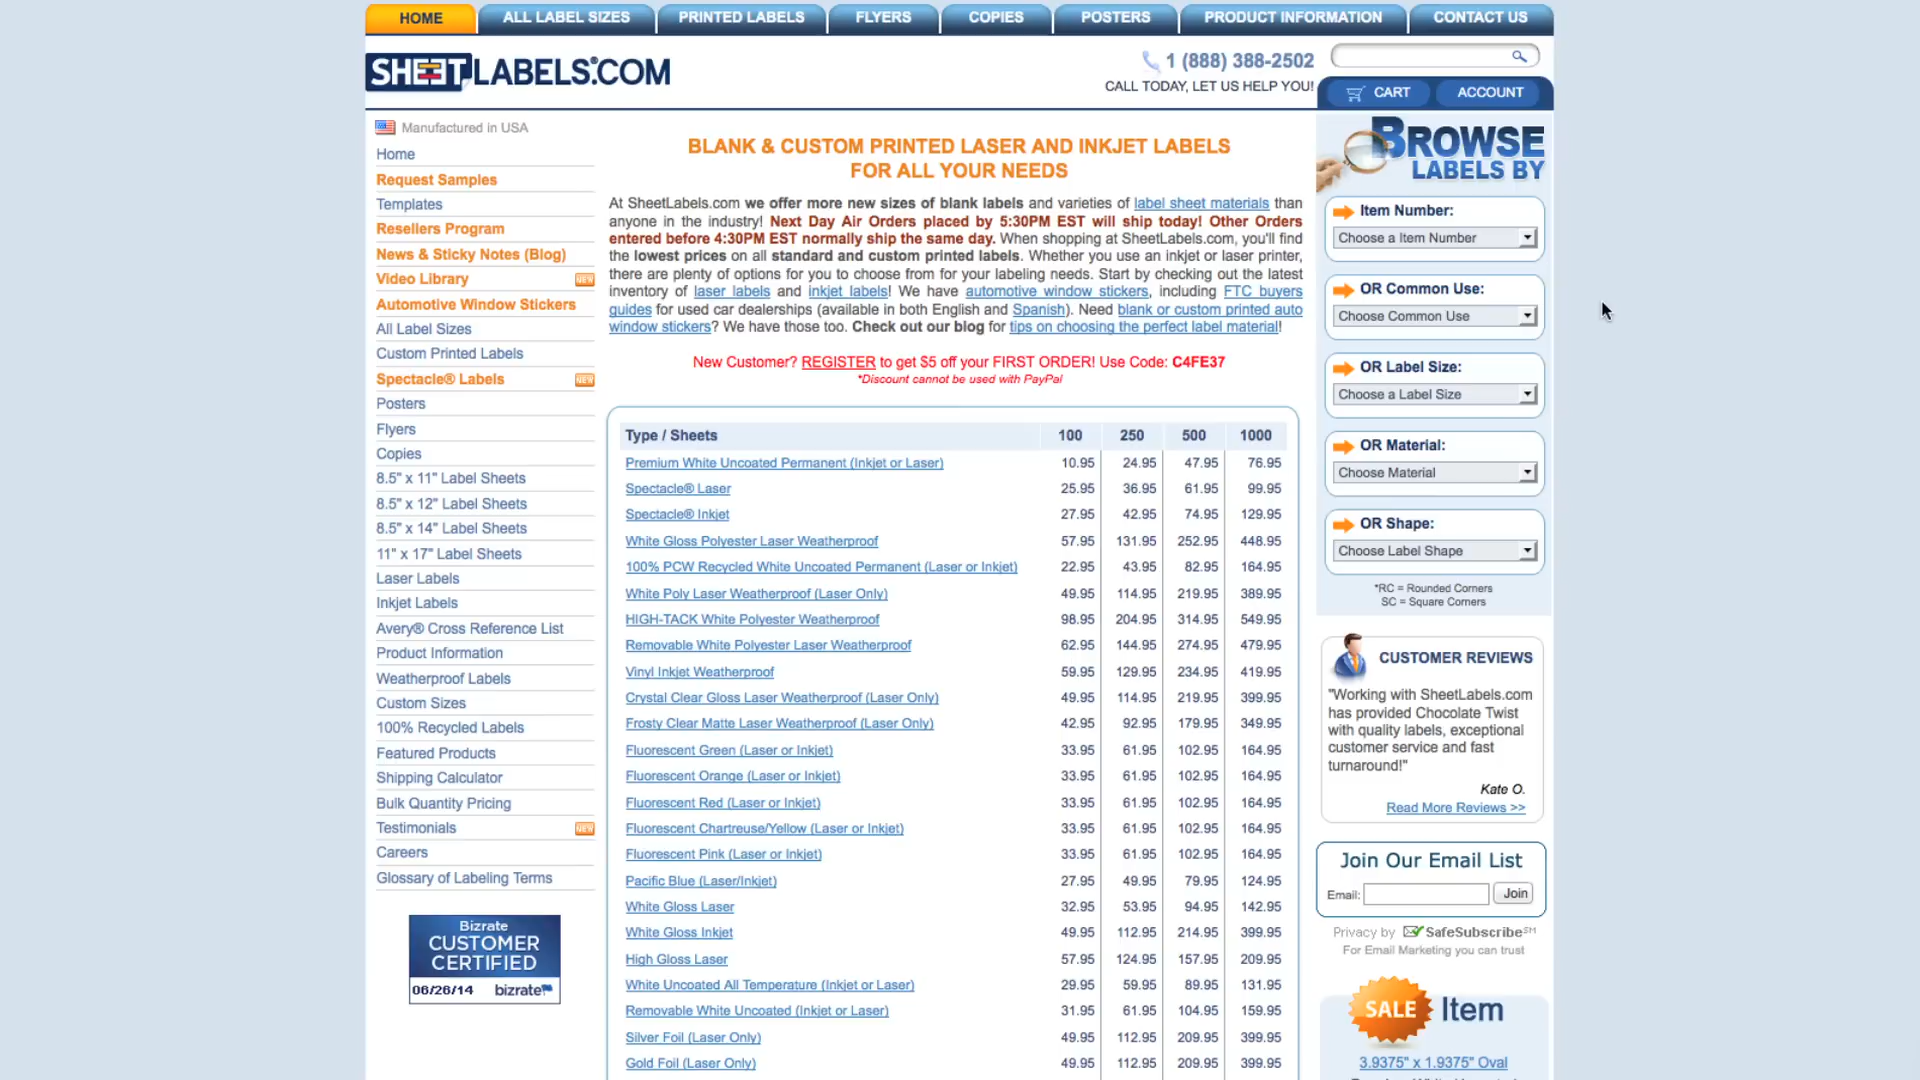 HOME
ALL LABEL SIZES
PRINTED LABELS
FLYERS
COPIES
POSTERS
PRODUCT INFORMATION
CONTACT US
SHEETLABELS®.COM
1 (888) 388-2502
CALL TODAY, LET US HELP YOU!
CART
ACCOUNT
Manufactured in USA
Home
Request Samples
Templates
Resellers Program
News & Sticky Notes (Blog)
Video Library NEW
Automotive Window Stickers
All Label Sizes
Custom Printed Labels
Spectacle® Labels NEW
Posters
Flyers
Copies
8.5" x 11" Label Sheets
8.5" x 12" Label Sheets
8.5" x 14" Label Sheets
11" x 17" Label Sheets
Laser Labels
Inkjet Labels
Avery® Cross Reference List
Product Information
Weatherproof Labels
Custom Sizes
100% Recycled Labels
Featured Products
Shipping Calculator
Bulk Quantity Pricing
Testimonials NEW
Careers
Glossary of Labeling Terms
Bizrate
CUSTOMER
CERTIFIED
06/26/14 bizrate
BLANK & CUSTOM PRINTED LASER AND INKJET LABELS
FOR ALL YOUR NEEDS
At SheetLabels.com we offer more new sizes of blank labels and varieties of label sheet materials than
anyone in the industry! Next Day Air Orders placed by 5:30PM EST will ship today! Other Orders
entered before 4:30PM EST normally ship the same day. When shopping at SheetLabels.com, you'll find
the lowest prices on all standard and custom printed labels. Whether you use an inkjet or laser printer,
there are plenty of options for you to choose from for your labeling needs. Start by checking out the latest
inventory of laser labels and inkjet labels! We have automotive window stickers, including FTC buyers
guides for used car dealerships (available in both English and Spanish). Need blank or custom printed auto
window stickers? We have those too. Check out our blog for tips on choosing the perfect label material!
New Customer? REGISTER to get $5 off your FIRST ORDER! Use Code: C4FE37
*Discount cannot be used with PayPal
Type / Sheets 100 250 500 1000
Premium White Uncoated Permanent (Inkjet or Laser) 10.95 24.95 47.95 76.95
Spectacle® Laser 25.95 36.95 61.95 99.95
Spectacle® Inkjet 27.95 42.95 74.95 129.95
White Gloss Polyester Laser Weatherproof 57.95 131.95 252.95 448.95
100% PCW Recycled White Uncoated Permanent (Laser or Inkjet) 22.95 43.95 82.95 164.95
White Poly Laser Weatherproof (Laser Only) 49.95 114.95 219.95 389.95
HIGH-TACK White Polyester Weatherproof 98.95 204.95 314.95 549.95
Removable White Polyester Laser Weatherproof 62.95 144.95 274.95 479.95
Vinyl Inkjet Weatherproof 59.95 129.95 234.95 419.95
Crystal Clear Gloss Laser Weatherproof (Laser Only) 49.95 114.95 219.95 399.95
Frosty Clear Matte Laser Weatherproof (Laser Only) 42.95 92.95 179.95 349.95
Fluorescent Green (Laser or Inkjet) 33.95 61.95 102.95 164.95
Fluorescent Orange (Laser or Inkjet) 33.95 61.95 102.95 164.95
Fluorescent Red (Laser or Inkjet) 33.95 61.95 102.95 164.95
Fluorescent Chartreuse/Yellow (Laser or Inkjet) 33.95 61.95 102.95 164.95
Fluorescent Pink (Laser or Inkjet) 33.95 61.95 102.95 164.95
Pacific Blue (Laser/Inkjet) 27.95 49.95 79.95 124.95
White Gloss Laser 32.95 53.95 94.95 142.95
White Gloss Inkjet 49.95 112.95 214.95 399.95
High Gloss Laser 57.95 124.95 157.95 209.95
White Uncoated All Temperature (Inkjet or Laser) 29.95 59.95 89.95 131.95
Removable White Uncoated (Inkjet or Laser) 31.95 61.95 104.95 159.95
Silver Foil (Laser Only) 49.95 112.95 209.95 399.95
Gold Foil (Laser Only) 49.95 112.95 209.95 399.95
BROWSE
LABELS BY
Item Number:
Choose a Item Number
OR Common Use:
Choose Common Use
OR Label Size:
Choose a Label Size
OR Material:
Choose Material
OR Shape:
Choose Label Shape
*RC = Rounded Corners
SC = Square Corners
CUSTOMER REVIEWS
"Working with SheetLabels.com
has provided Chocolate Twist
with quality labels, exceptional
customer service and fast
turnaround!"
Kate O.
Read More Reviews >>
Join Our Email List
Email: Join
Privacy by SafeSubscribe℠
For Email Marketing you can trust
SALE Item
3.9375" x 1.9375" Oval